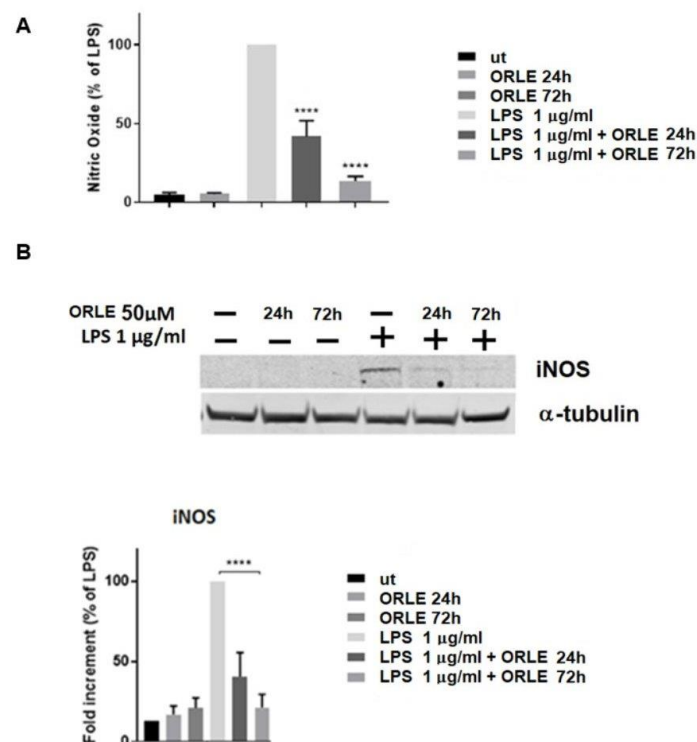 A
Nitric Oxide (% of LPS)
100
50
0
****
****
ut
ORLE 24h
ORLE 72h
LPS 1 µg/ml
LPS 1 µg/ml + ORLE 24h
LPS 1 µg/ml + ORLE 72h
B
ORLE 50µM − 24h 72h − 24h 72h
LPS 1 µg/ml − − − + + +
iNOS
α-tubulin
iNOS
Fold increment (% of LPS)
100
50
0
****
ut
ORLE 24h
ORLE 72h
LPS 1 µg/ml
LPS 1 µg/ml + ORLE 24h
LPS 1 µg/ml + ORLE 72h